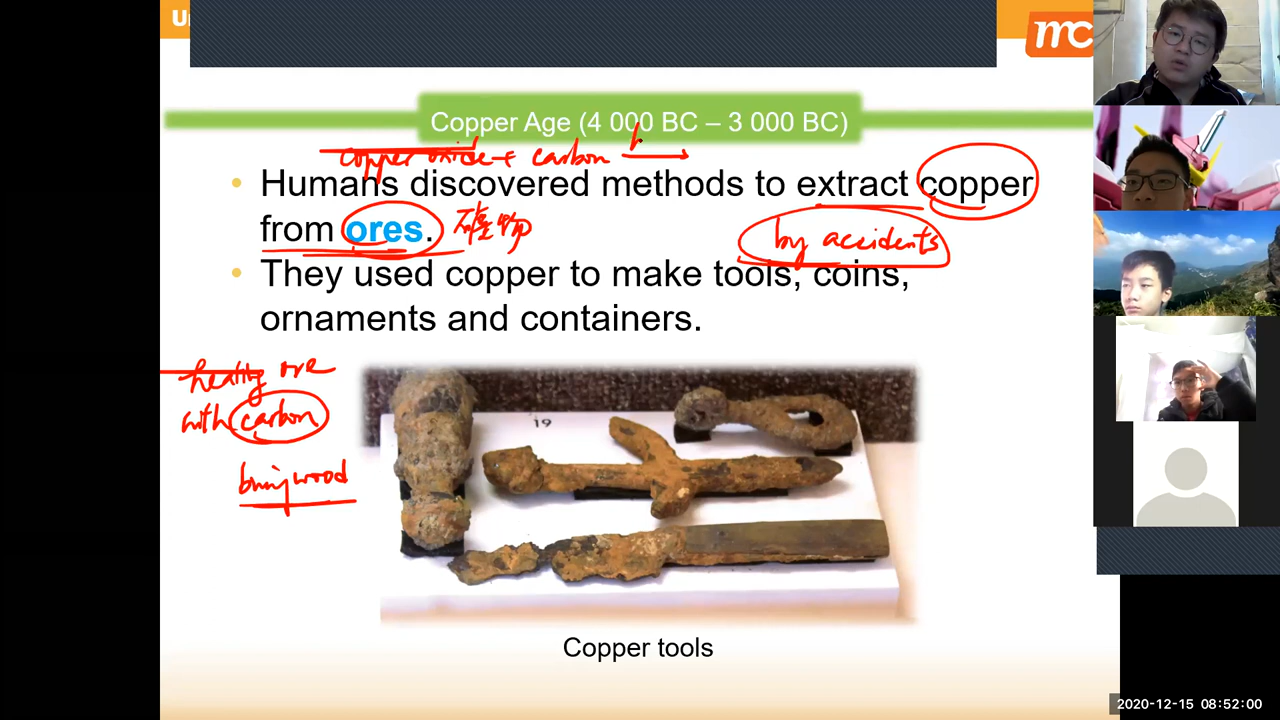 U
mc
Copper Age (4 000 BC – 3 000 BC)
copper oxide + carbon h →
Humans discovered methods to extract copper
from ores. 礦物
by accidents
They used copper to make tools, coins,
ornaments and containers.
heating ore
with carbon
burning wood
19
Copper tools
2020-12-15 08:52:00